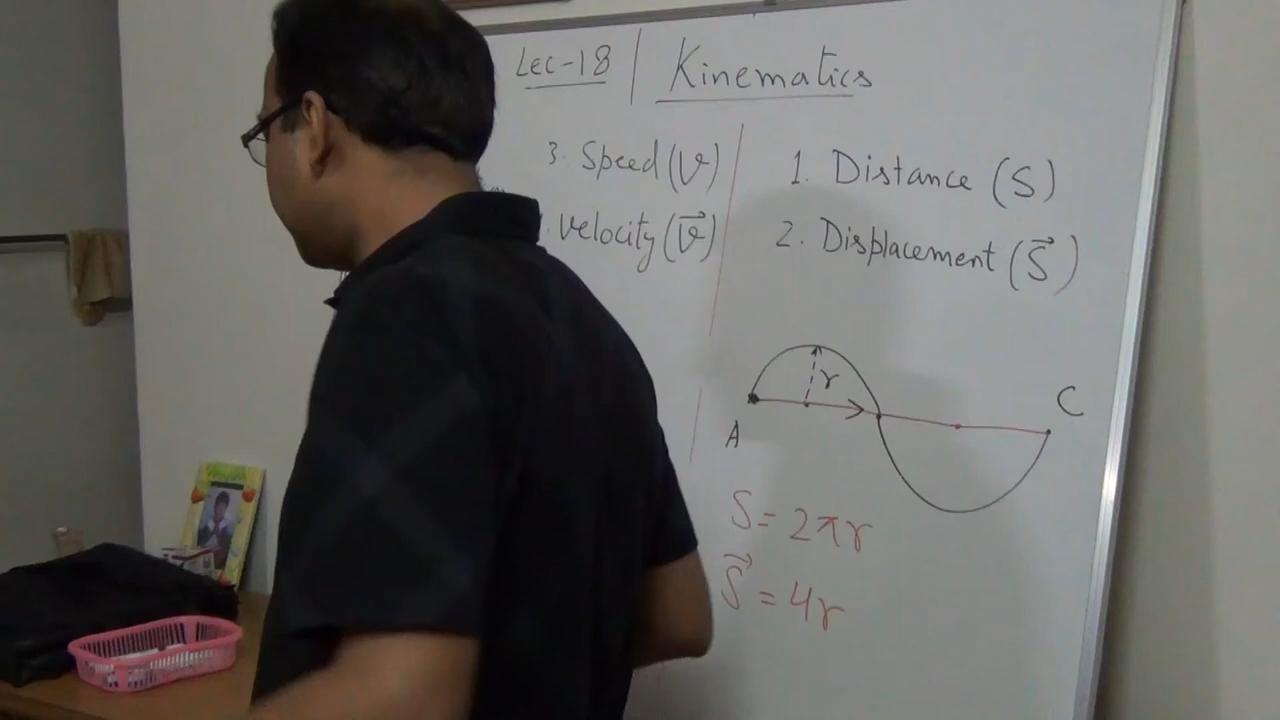 Lec-18 | Kinematics
3. Speed (v)
. Velocity (v⃗)
1. Distance (S)
2. Displacement (S⃗)
r
A
C
S = 2πr
S⃗ = 4r